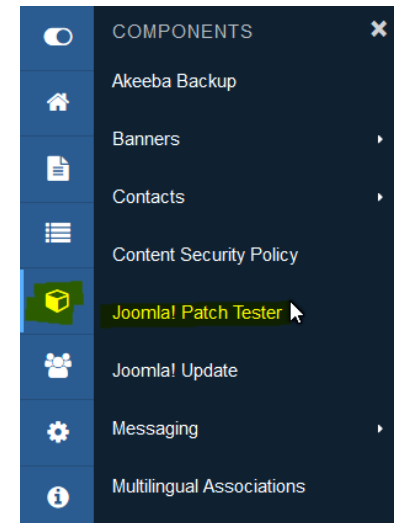 COMPONENTS
Akeeba Backup
Banners
Contacts
Content Security Policy
Joomla! Patch Tester
Joomla! Update
Messaging
Multilingual Associations